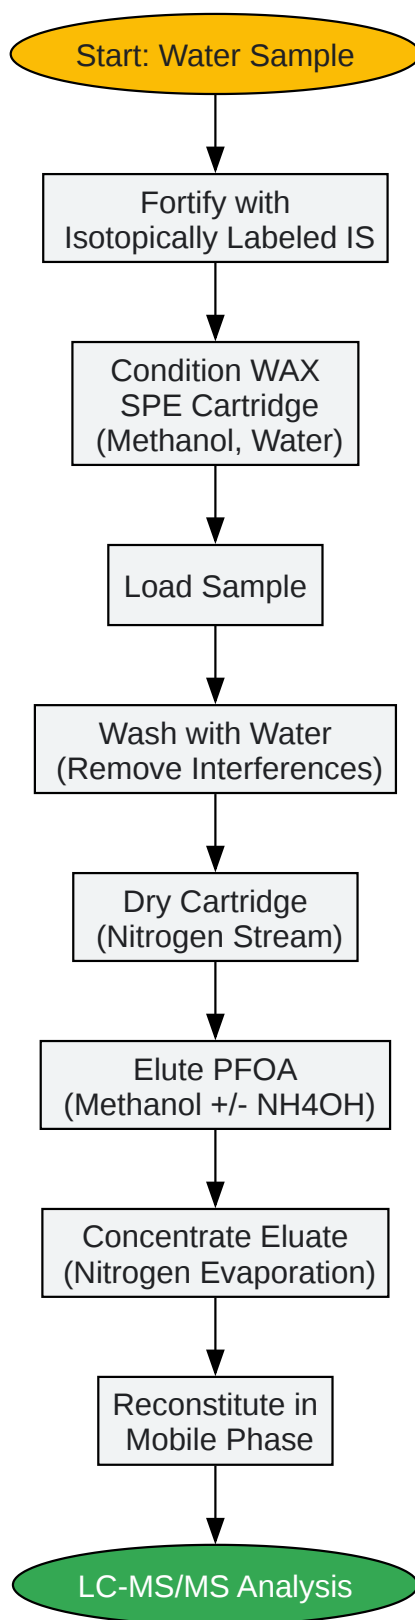 Start: Water Sample
Fortify with
Isotopically Labeled IS
Condition WAX
SPE Cartridge
(Methanol, Water)
Load Sample
Wash with Water
(Remove Interferences)
Dry Cartridge
(Nitrogen Stream)
Elute PFOA
(Methanol +/- NH4OH)
Concentrate Eluate
(Nitrogen Evaporation)
Reconstitute in
Mobile Phase
LC-MS/MS Analysis